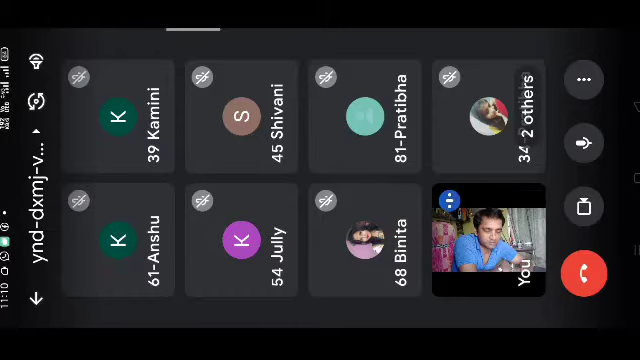 11:10
ynd-dxmj-v...
K
39 Kamini
S
45 Shivani
81-Pratibha
34-2 others
K
61-Anshu
K
54 Jully
68 Binita
You